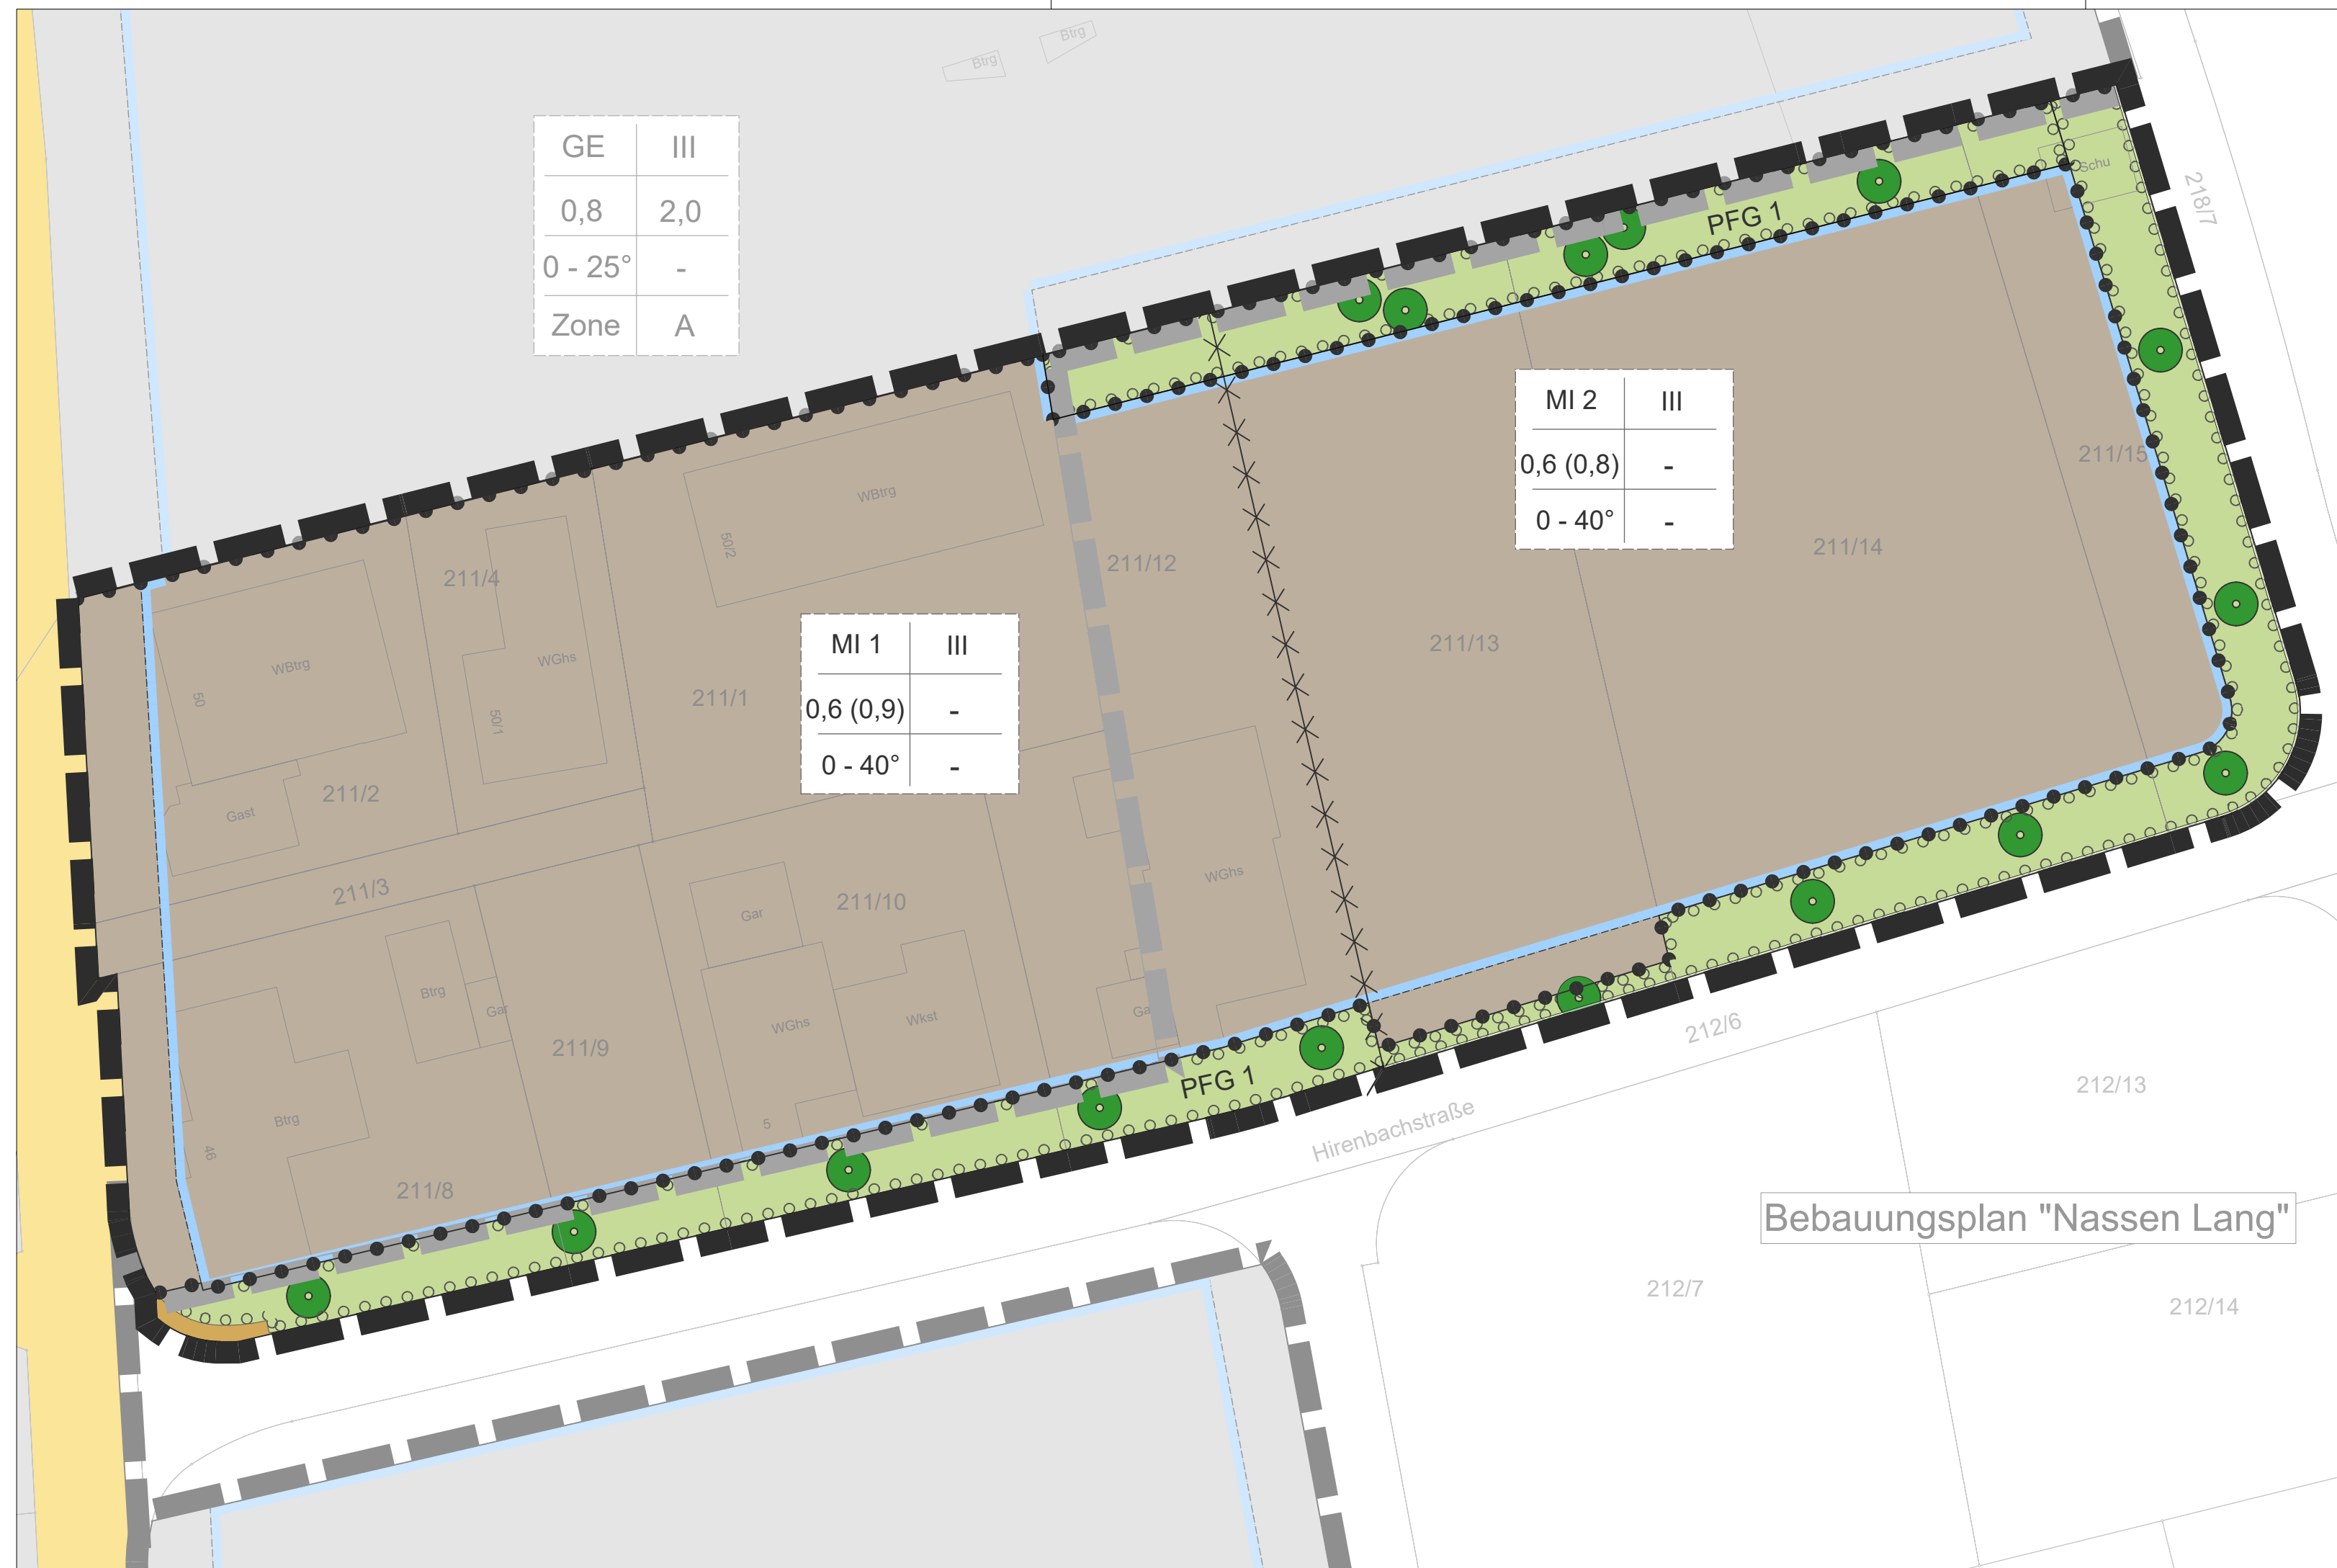 Btrg
Btrg
GE III
0,8 2,0
0 - 25° -
Zone A
Schu
218/7
PFG 1
MI 2 III
0,6 (0,8) -
0 - 40° -
211/15
WBtrg
50/2
211/14
211/12
211/4
211/13
MI 1 III
0,6 (0,9) -
0 - 40° -
WBtrg
50
WGhs
50/1
211/1
211/2
Gast
211/3
211/10
WGhs
Gar
Btrg
Gar
Ga
Wkst
WGhs
211/9
212/6
PFG 1
212/13
Btrg
5
46
Hirenbachstraße
211/8
Bebauungsplan "Nassen Lang"
212/7
212/14